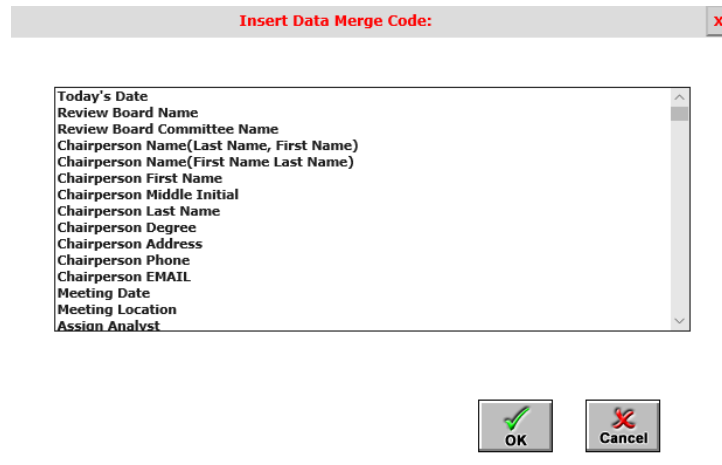 Insert Data Merge Code:
x
Today's Date
Review Board Name
Review Board Committee Name
Chairperson Name(Last Name, First Name)
Chairperson Name(First Name Last Name)
Chairperson First Name
Chairperson Middle Initial
Chairperson Last Name
Chairperson Degree
Chairperson Address
Chairperson Phone
Chairperson EMAIL
Meeting Date
Meeting Location
Assign Analyst
OK
Cancel